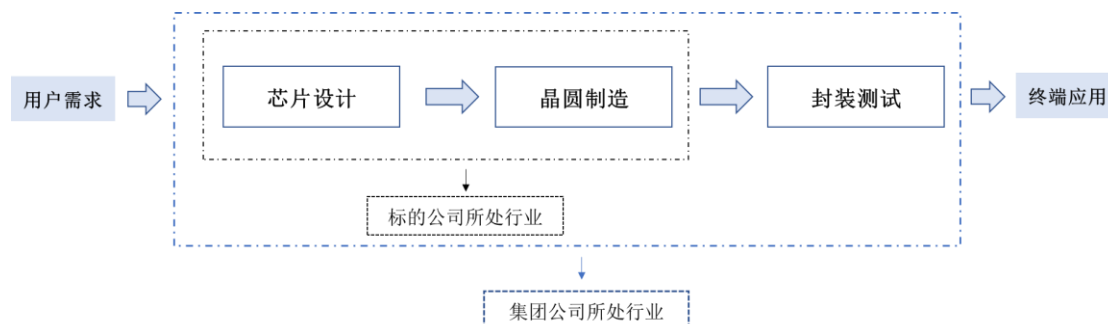 用户需求
芯片设计
晶圆制造
封装测试
终端应用
标的公司所处行业
集团公司所处行业